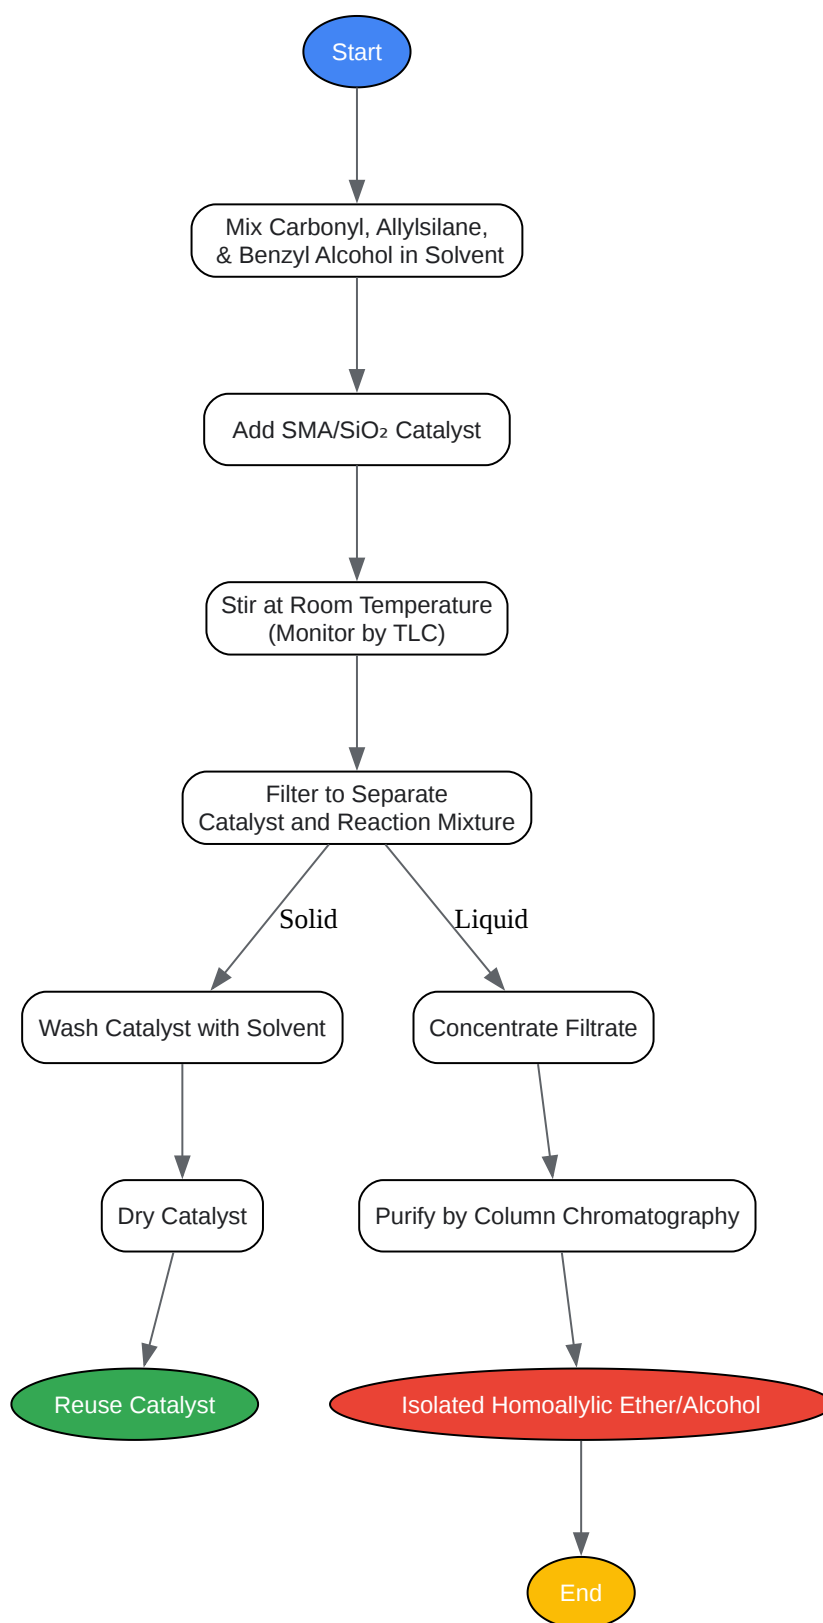 Start
Mix Carbonyl, Allylsilane,
& Benzyl Alcohol in Solvent
Add SMA/SiO₂ Catalyst
Stir at Room Temperature
(Monitor by TLC)
Filter to Separate
Catalyst and Reaction Mixture
Solid
Liquid
Wash Catalyst with Solvent
Concentrate Filtrate
Dry Catalyst
Purify by Column Chromatography
Reuse Catalyst
Isolated Homoallylic Ether/Alcohol
End